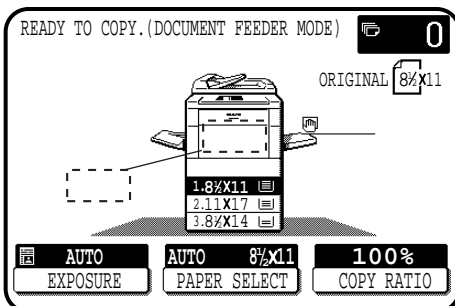 READY TO COPY.(DOCUMENT FEEDER MODE)
0
ORIGINAL 8½X11
1.8½X11
2.11X17
3.8½X14
AUTO
AUTO 8½X11
100%
EXPOSURE
PAPER SELECT
COPY RATIO